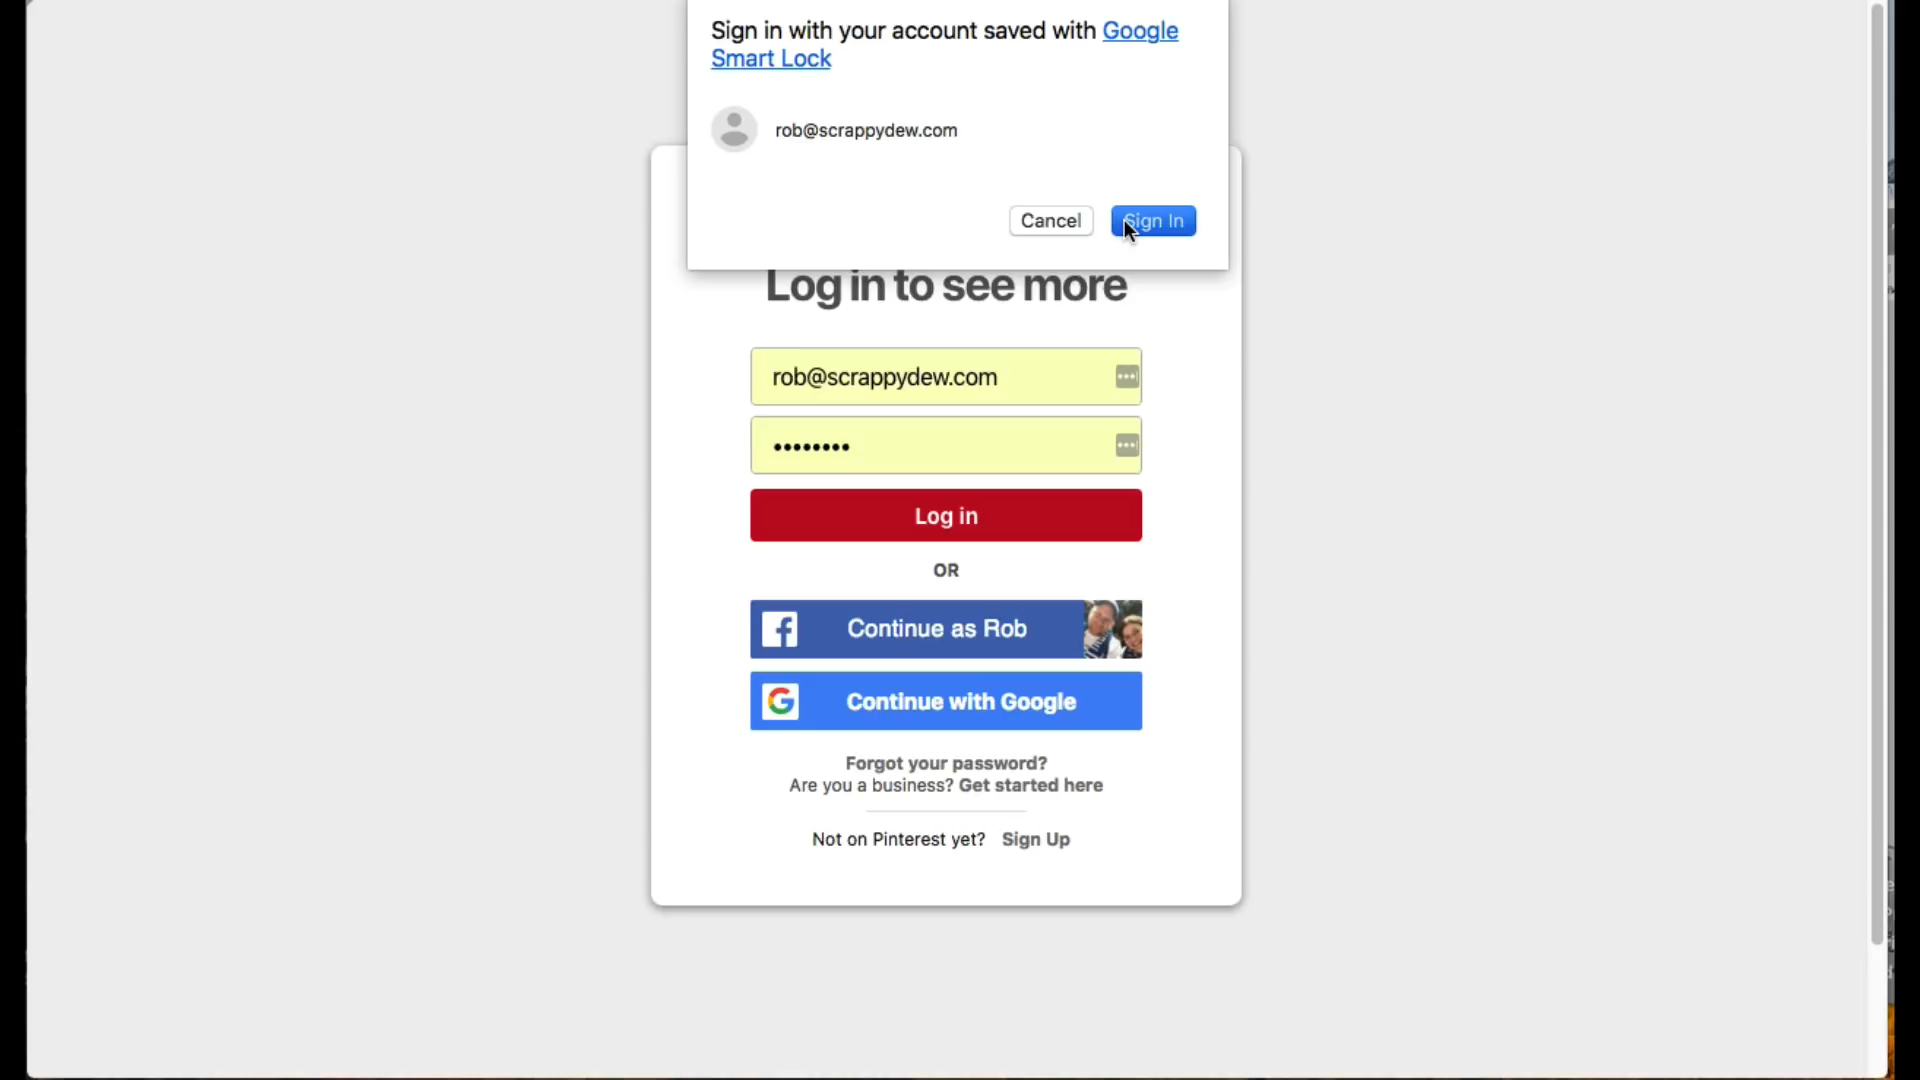 Sign in with your account saved with Google
Smart Lock
rob@scrappydew.com
Cancel
Sign In
Log in to see more
rob@scrappydew.com
••••••••
Log in
OR
Continue as Rob
Continue with Google
Forgot your password?
Are you a business? Get started here
Not on Pinterest yet? Sign Up